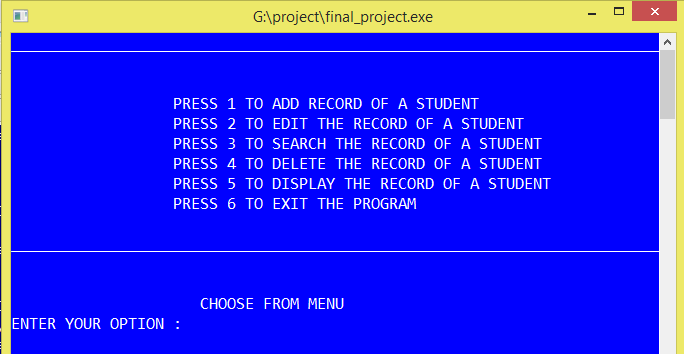 G:\project\final_project.exe
PRESS 1 TO ADD RECORD OF A STUDENT
PRESS 2 TO EDIT THE RECORD OF A STUDENT
PRESS 3 TO SEARCH THE RECORD OF A STUDENT
PRESS 4 TO DELETE THE RECORD OF A STUDENT
PRESS 5 TO DISPLAY THE RECORD OF A STUDENT
PRESS 6 TO EXIT THE PROGRAM
CHOOSE FROM MENU
ENTER YOUR OPTION :